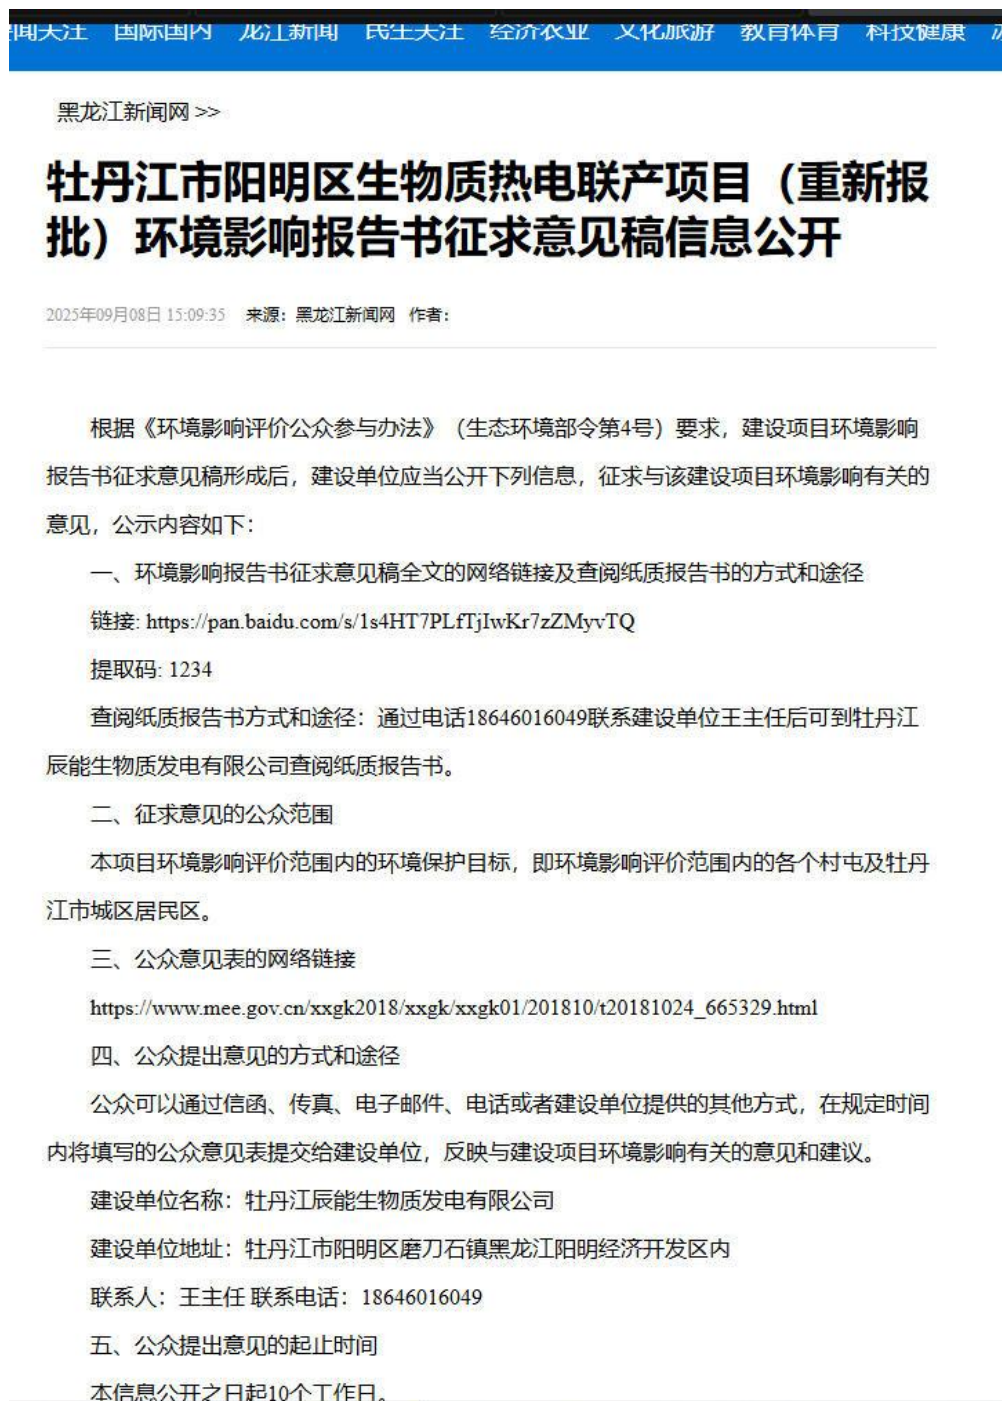 闻关注 国际国内 龙江新闻 民生关注 经济农业 文化旅游 教育体育 科技健康
黑龙江新闻网 >>
牡丹江市阳明区生物质热电联产项目（重新报
批）环境影响报告书征求意见稿信息公开
2025年09月08日 15:09:35 来源：黑龙江新闻网 作者：
根据《环境影响评价公众参与办法》（生态环境部令第4号）要求，建设项目环境影响
报告书征求意见稿形成后，建设单位应当公开下列信息，征求与该建设项目环境影响有关的
意见，公示内容如下：
一、环境影响报告书征求意见稿全文的网络链接及查阅纸质报告书的方式和途径
链接: https://pan.baidu.com/s/1s4HT7PLfTjIwKr7zZMyvTQ
提取码: 1234
查阅纸质报告书方式和途径：通过电话18646016049联系建设单位王主任后可到牡丹江
辰能生物质发电有限公司查阅纸质报告书。
二、征求意见的公众范围
本项目环境影响评价范围内的环境保护目标，即环境影响评价范围内的各个村屯及牡丹
江市城区居民区。
三、公众意见表的网络链接
https://www.mee.gov.cn/xxgk2018/xxgk/xxgk01/201810/t20181024_665329.html
四、公众提出意见的方式和途径
公众可以通过信函、传真、电子邮件、电话或者建设单位提供的其他方式，在规定时间
内将填写的公众意见表提交给建设单位，反映与建设项目环境影响有关的意见和建议。
建设单位名称：牡丹江辰能生物质发电有限公司
建设单位地址：牡丹江市阳明区磨刀石镇黑龙江阳明经济开发区内
联系人：王主任 联系电话：18646016049
五、公众提出意见的起止时间
本信息公开之日起10个工作日。